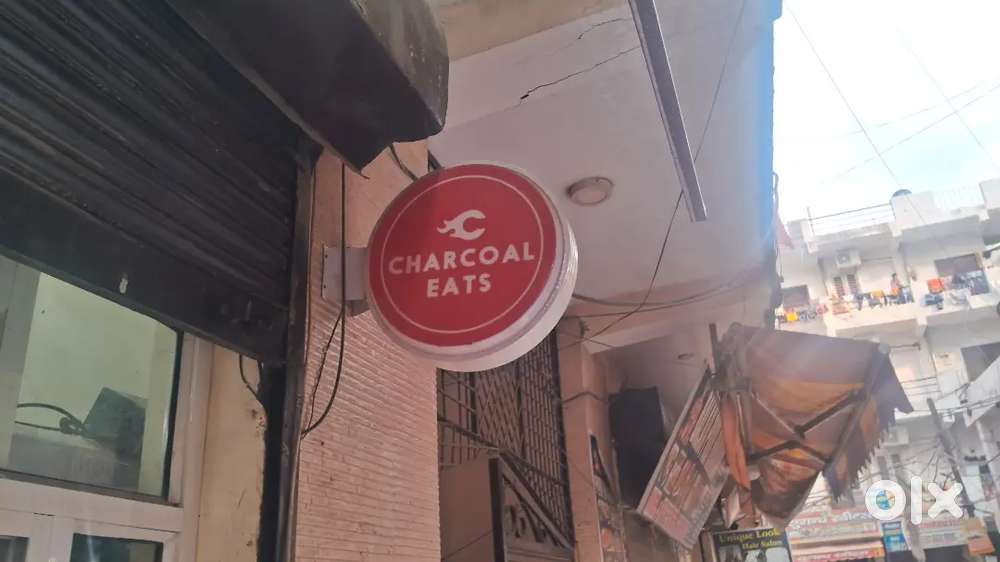 CHARCOAL
EATS
Unique Look
Hair Salon
olx